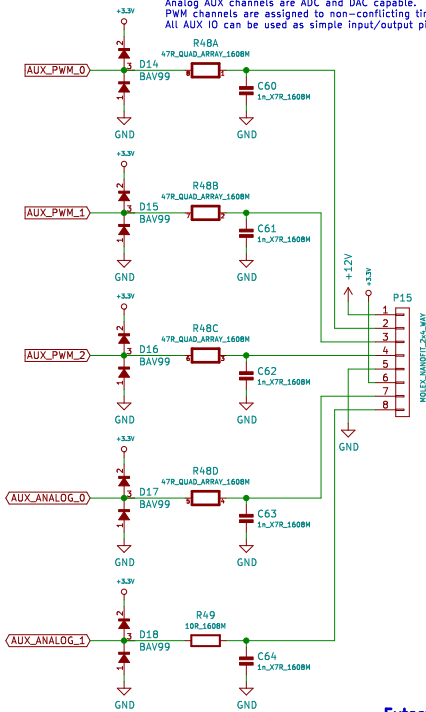 Analog AUX channels are ADC and DAC capable.
PWM channels are assigned to non-conflicting ti
All AUX IO can be used as simple input/output pi
+3.3V
2
D14
3
BAV99
1
AUX_PWM_0
R48A
47R_QUAD_ARRAY_1608M
8
1
C60
1n_X7R_1608M
GND
GND
+3.3V
2
D15
3
BAV99
1
AUX_PWM_1
R48B
47R_QUAD_ARRAY_1608M
7
2
C61
1n_X7R_1608M
GND
GND
+3.3V
2
D16
3
BAV99
1
AUX_PWM_2
R48C
47R_QUAD_ARRAY_1608M
6
3
C62
1n_X7R_1608M
GND
GND
+12V
+3.3V
P15
1
2
3
4
5
6
7
8
MOLEX_NANOFIT_2x4_WAY
GND
+3.3V
2
D17
3
BAV99
1
AUX_ANALOG_0
R48D
47R_QUAD_ARRAY_1608M
5
4
C63
1n_X7R_1608M
GND
GND
+3.3V
2
D18
3
BAV99
1
AUX_ANALOG_1
R49
10R_1608M
C64
1n_X7R_1608M
GND
GND